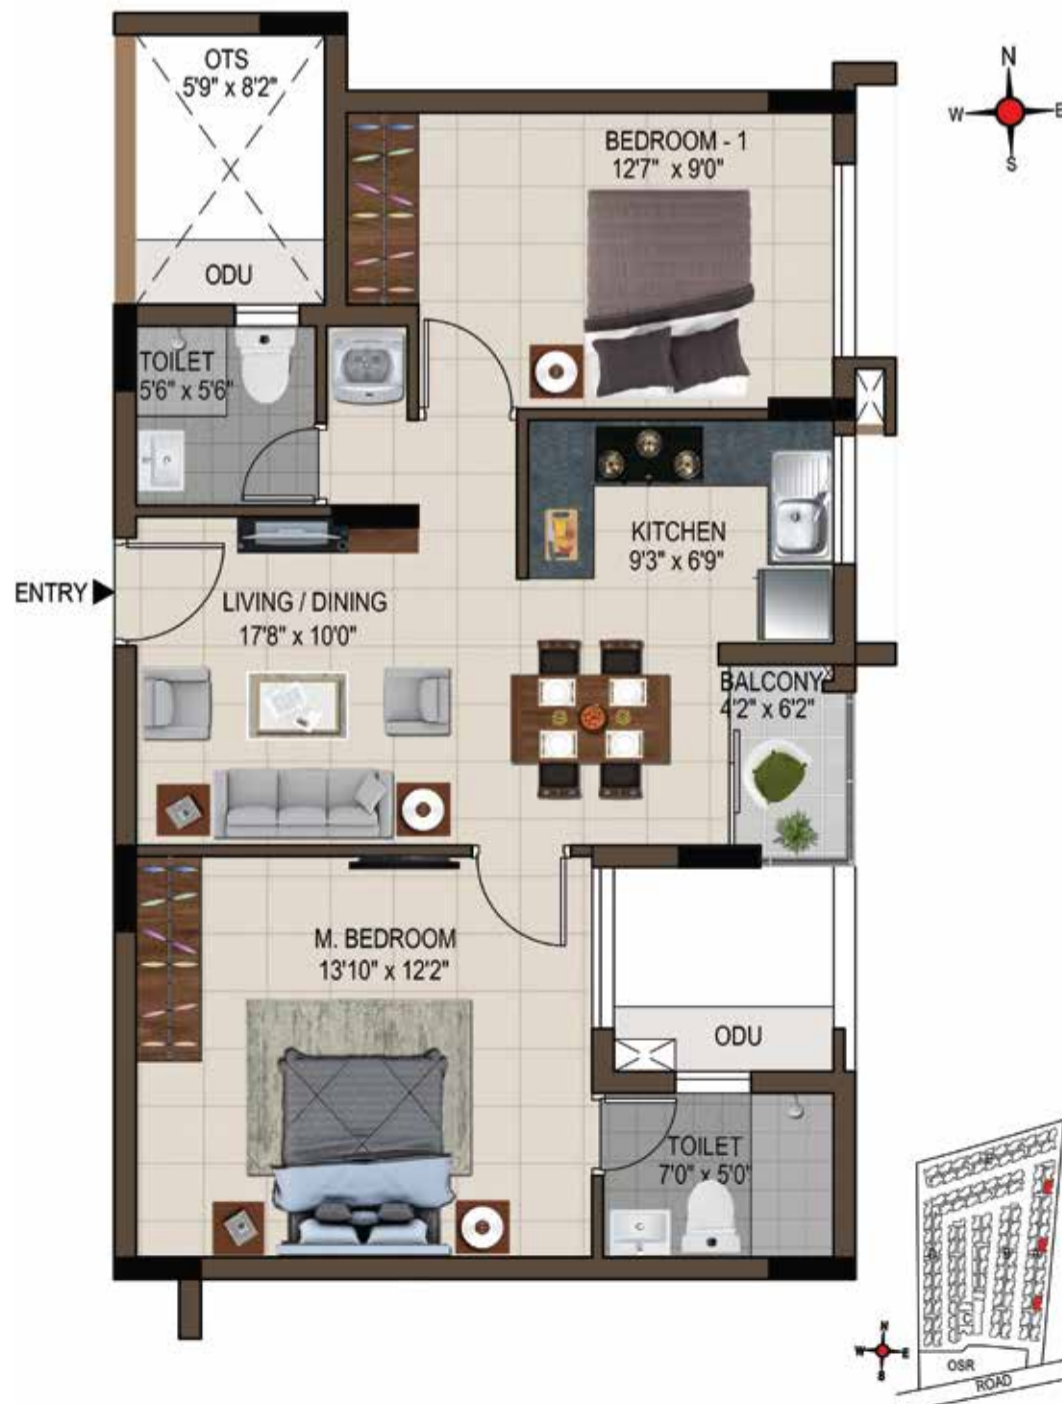 OTS
5'9" x 8'2"
N
W
E
S
BEDROOM - 1
12'7" x 9'0"
ODU
TOILET
5'6" x 5'6"
KITCHEN
9'3" x 6'9"
ENTRY
LIVING / DINING
17'8" x 10'0"
BALCONY
4'2" x 6'2"
M. BEDROOM
13'10" x 12'2"
ODU
TOILET
7'0" x 5'0"
N
W
E
S
C
OSR
ROAD